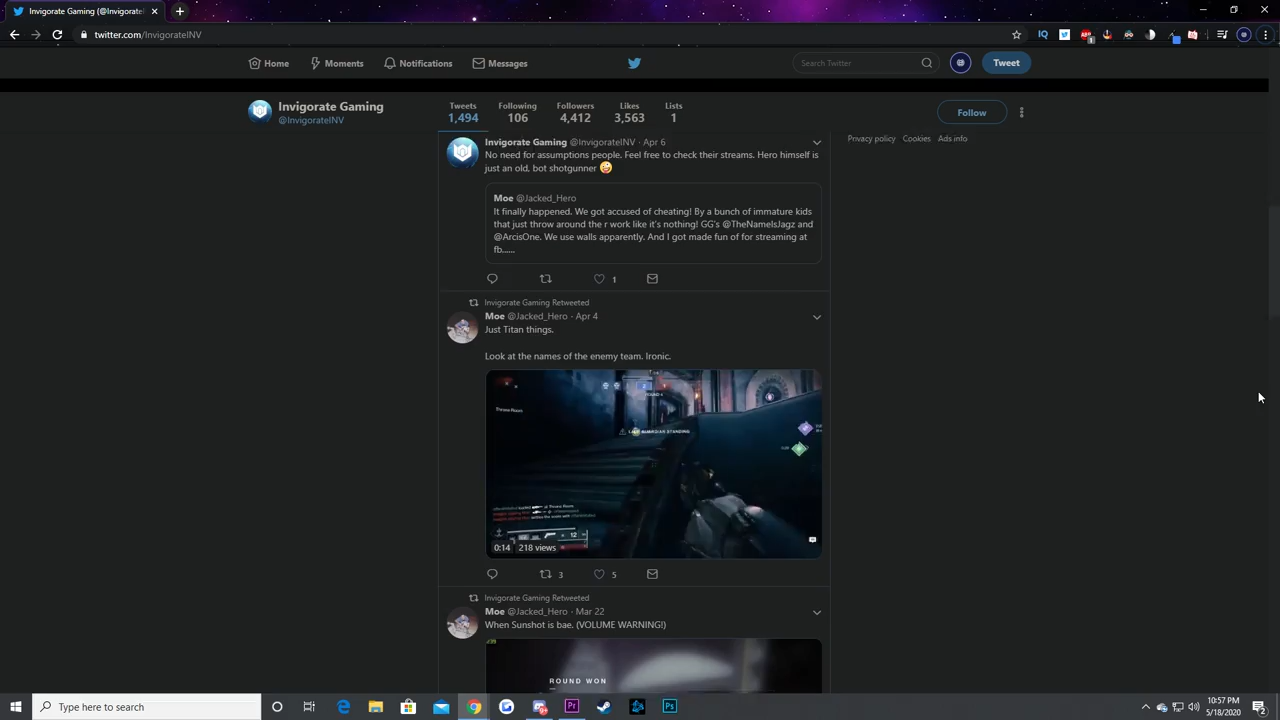 Invigorate Gaming (@Invigorate
twitter.com/InvigorateINV
Home
Moments
Notifications
Messages
Search Twitter
Tweet
Invigorate Gaming
@InvigorateINV
Tweets
1,494
Following
106
Followers
4,412
Likes
3,563
Lists
1
Follow
Privacy policy Cookies Ads info
Invigorate Gaming @InvigorateINV · Apr 6
No need for assumptions people. Feel free to check their streams. Hero himself is
just an old, bot shotgunner
Moe @Jacked_Hero
It finally happened. We got accused of cheating! By a bunch of immature kids
that just throw around the r work like it's nothing! GG's @TheNameIsJagz and
@ArcisOne. We use walls apparently. And I got made fun of for streaming at
fb......
1
Invigorate Gaming Retweeted
Moe @Jacked_Hero · Apr 4
Just Titan things.
Look at the names of the enemy team. Ironic.
LAST GUARDIAN STANDING
12
0:14 218 views
3
5
Invigorate Gaming Retweeted
Moe @Jacked_Hero · Mar 22
When Sunshot is bae. (VOLUME WARNING!)
ROUND WON
Type here to search
Pr
Ps
10:57 PM
5/18/2020